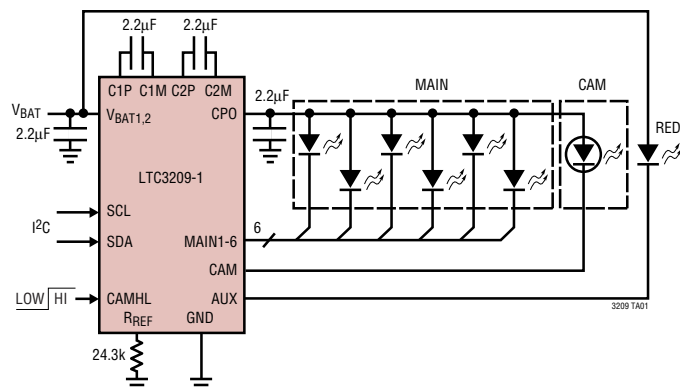 2.2µF 2.2µF
C1P C1M C2P C2M
VBAT
VBAT1,2
CPO
2.2µF
MAIN
CAM
RED
2.2µF
LTC3209-1
I2C
SCL
SDA
MAIN1-6
6
CAM
LOW HI
CAMHL
AUX
3209 TA01
RREF
GND
24.3k